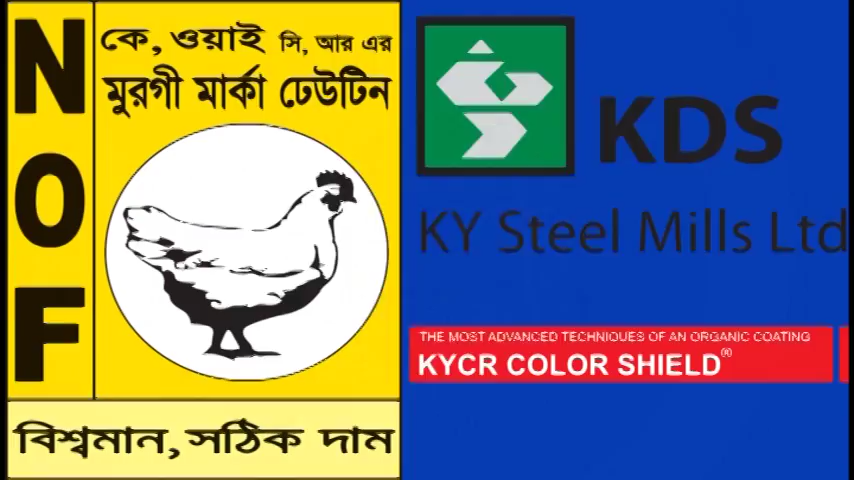 NOF
কে, ওয়াই সি, আর এর
মুরগী মার্কা ঢেউটিন
বিশ্বমান, সঠিক দাম
KDS
KY Steel Mills Ltd
THE MOST ADVANCED TECHNIQUES OF AN ORGANIC COATING
KYCR COLOR SHIELD®